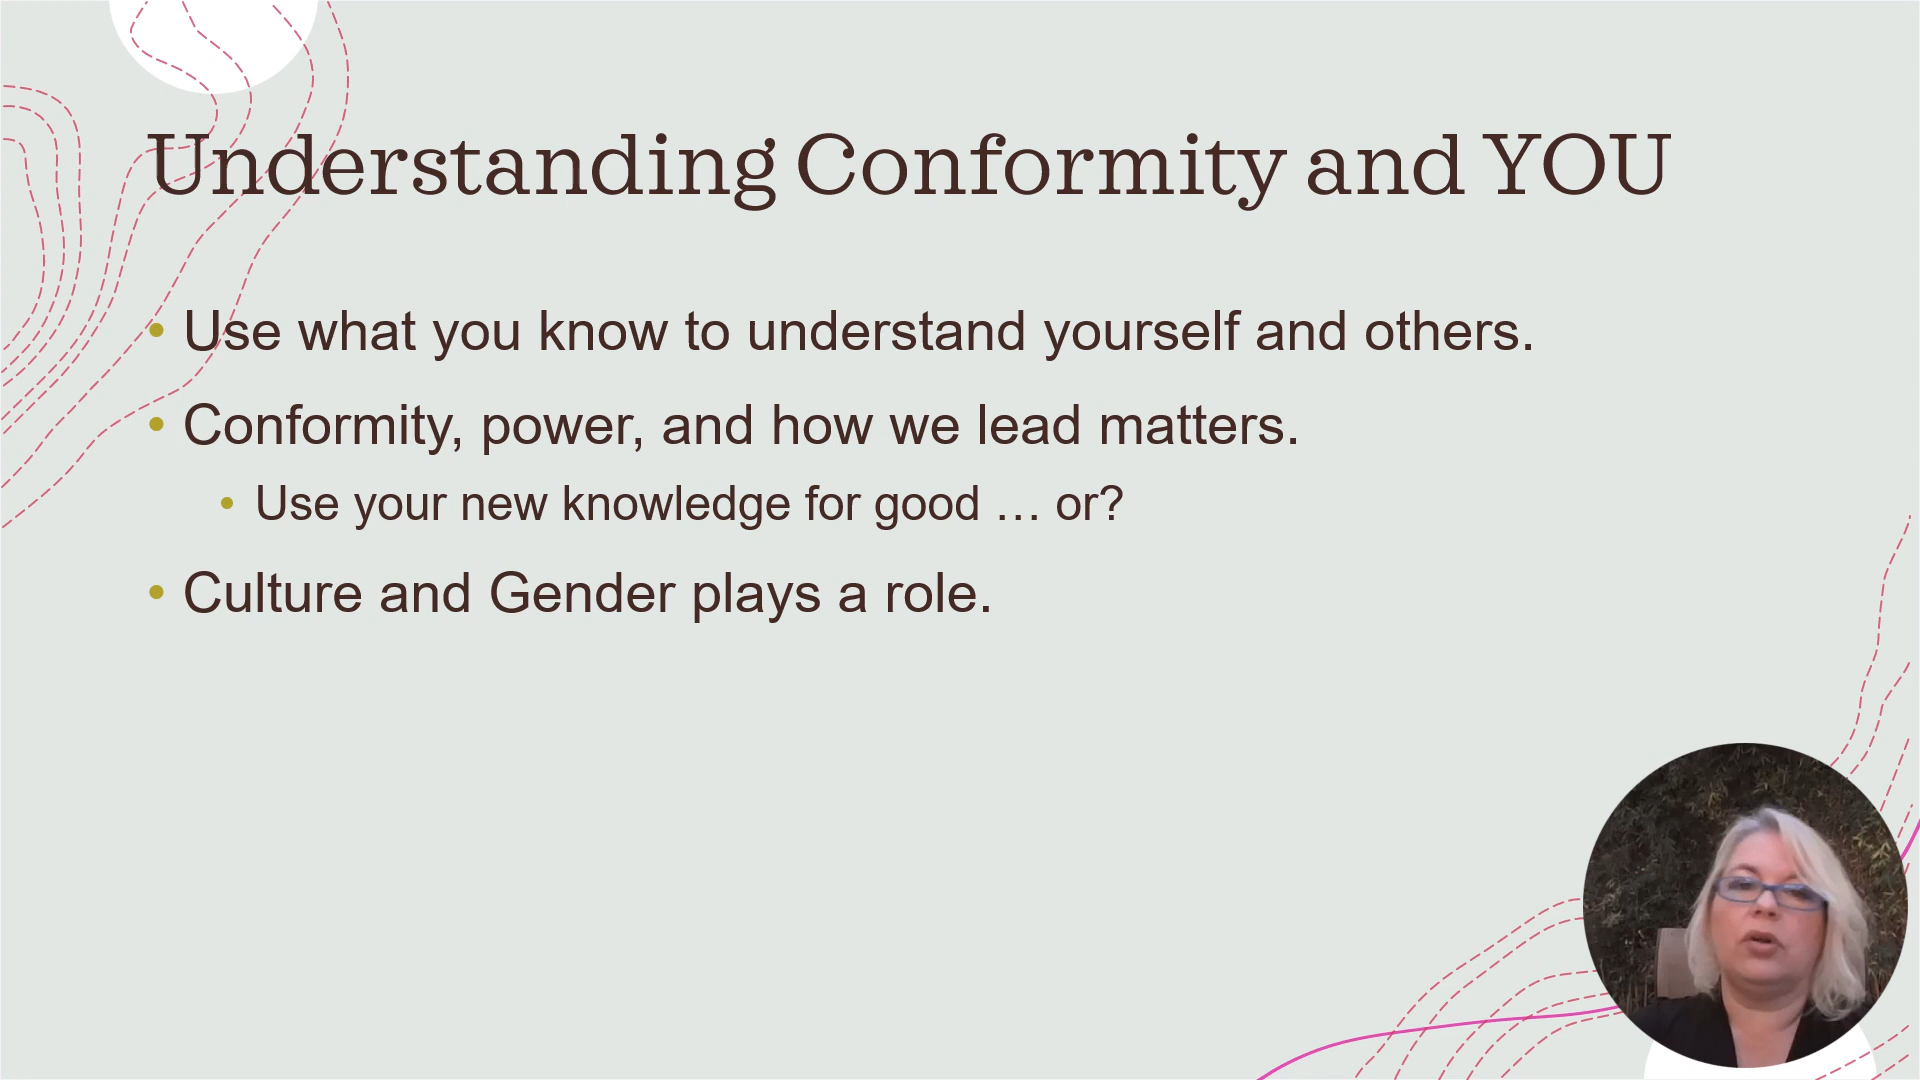 Understanding Conformity and YOU
• Use what you know to understand yourself and others.
• Conformity, power, and how we lead matters.
• Use your new knowledge for good … or?
• Culture and Gender plays a role.